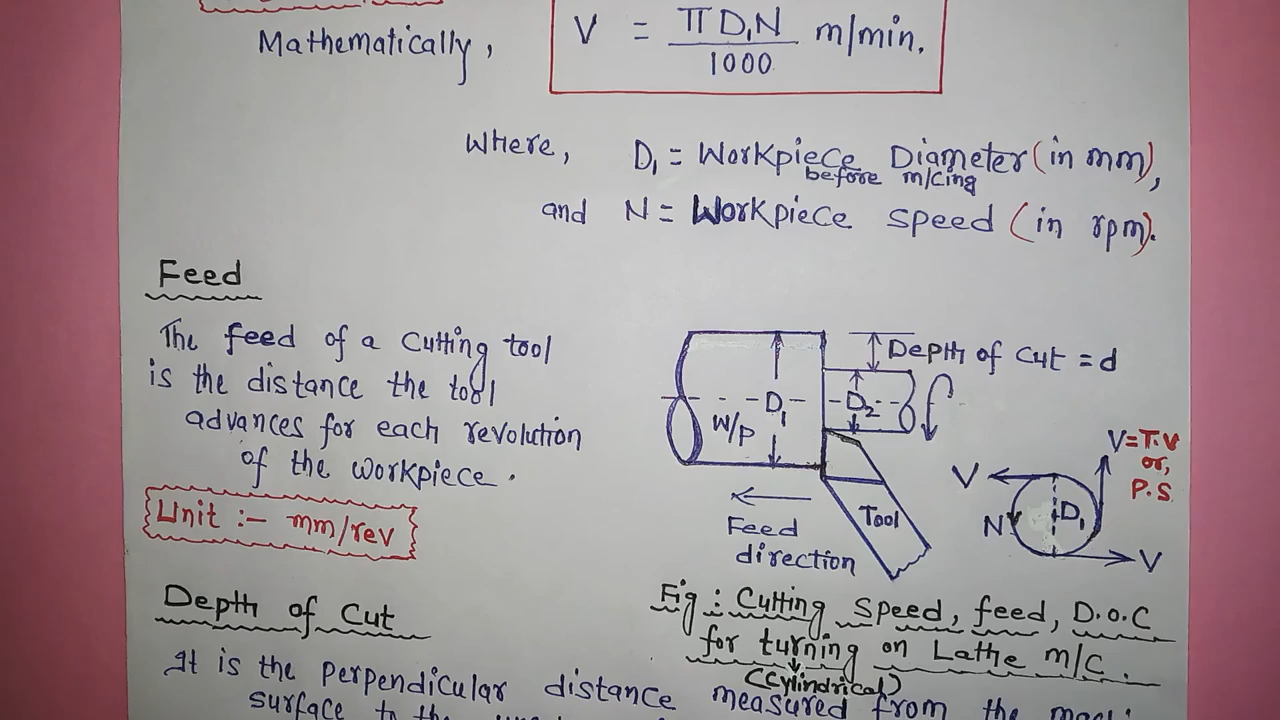 Mathematically,
V = π D₁N / 1000 m/min.
Where, D₁ = Workpiece Diameter (in mm),
before m/cing
and N = Workpiece speed (in rpm).
Feed
The feed of a cutting tool
is the distance the tool
advances for each revolution
of the workpiece.
Unit :- mm/rev
Depth of Cut = d
D₁
D₂
W/P
Tool
Feed
direction
V
N
D₁
V=T.V
or,
P.S
V
Fig : Cutting speed, feed, D.O.C
for turning on Lathe m/c.
(Cylindrical)
Depth of Cut
It is the perpendicular distance measured from the
surface to the